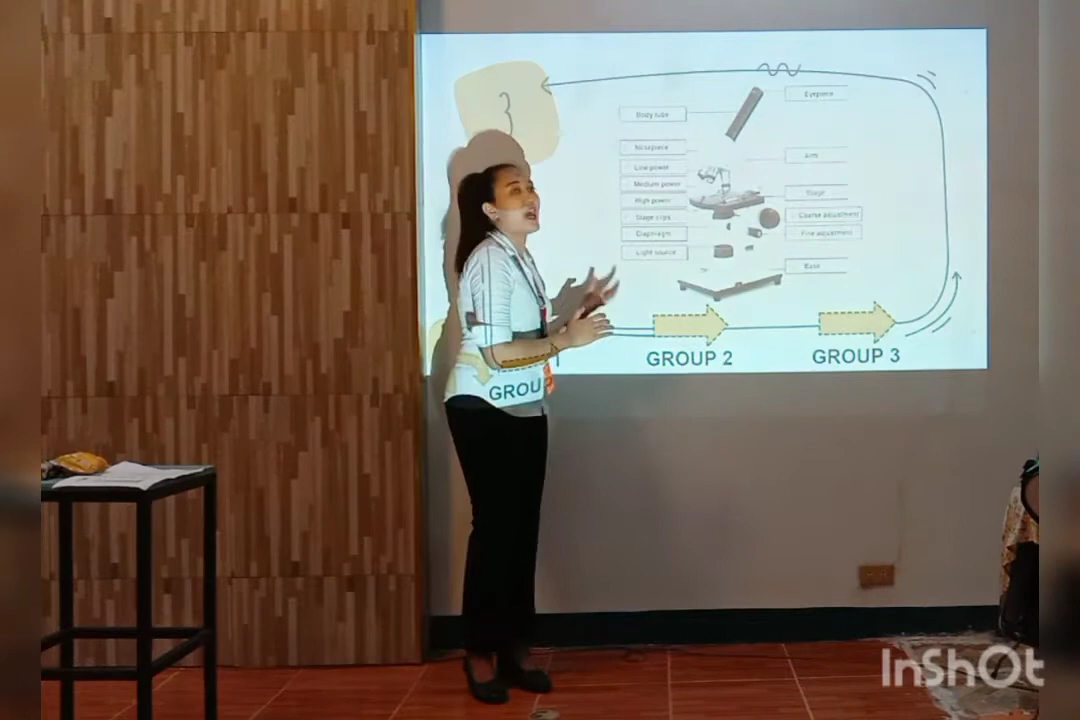 3
Eyepiece
Body tube
Nosepiece
Arm
Low power
Medium power
Stage
High power
Stage clips
Coarse adjustment
Diaphragm
Fine adjustment
Light source
Base
GROU
GROUP 2
GROUP 3
InShOt